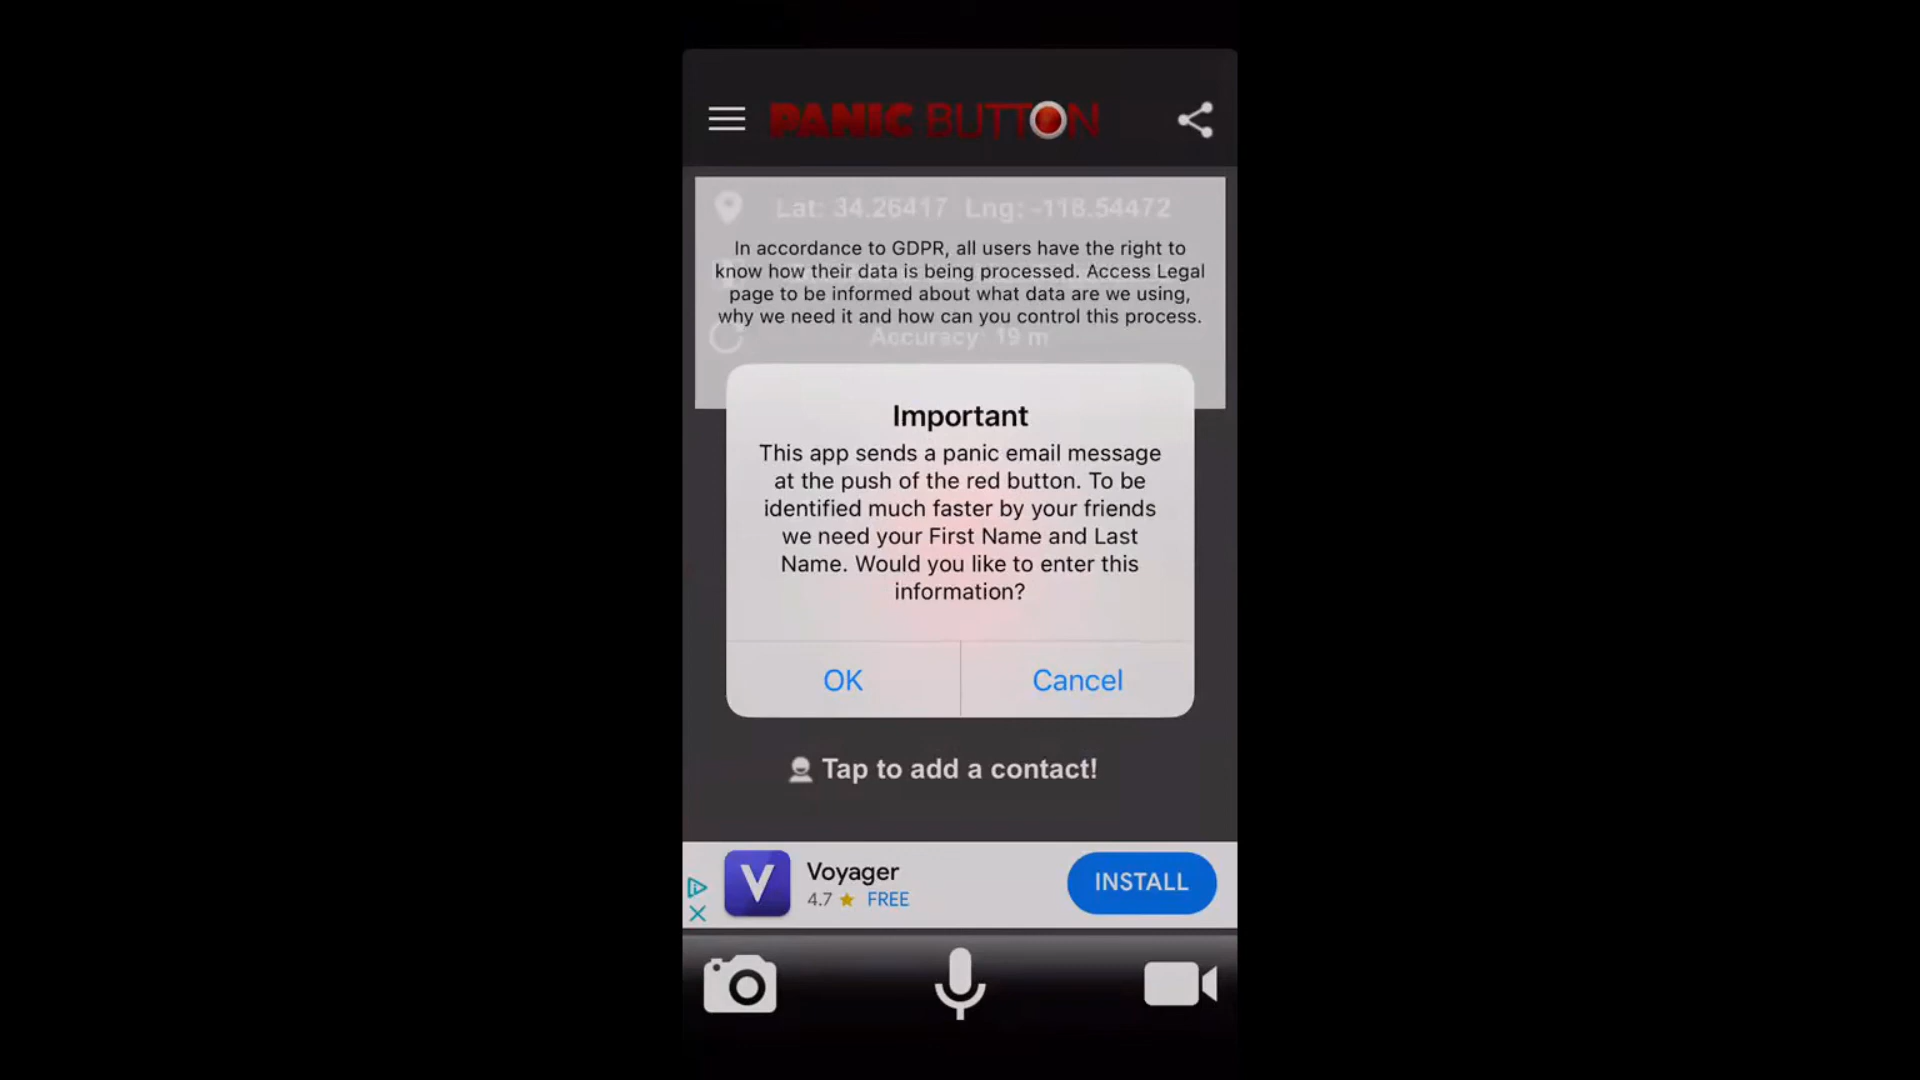 PANIC BUTTON
Lat: 34.26417 Lng: -118.54472
In accordance to GDPR, all users have the right to
know how their data is being processed. Access Legal
page to be informed about what data are we using,
why we need it and how can you control this process.
Accuracy: 19 m
Important
This app sends a panic email message
at the push of the red button. To be
identified much faster by your friends
we need your First Name and Last
Name. Would you like to enter this
information?
OK Cancel
Tap to add a contact!
V
Voyager
4.7 ★ FREE
INSTALL